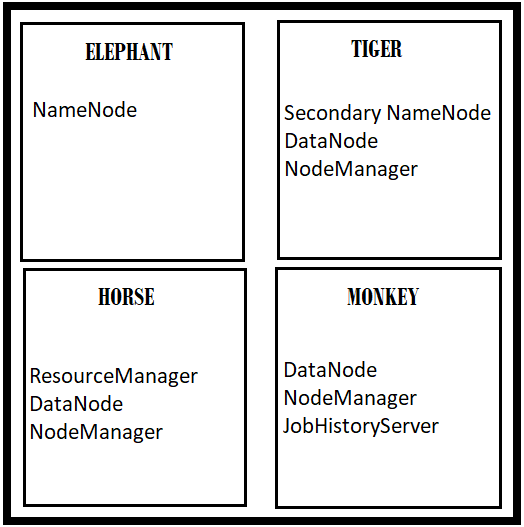 ELEPHANT
NameNode
TIGER
Secondary NameNode
DataNode
NodeManager
HORSE
ResourceManager
DataNode
NodeManager
MONKEY
DataNode
NodeManager
JobHistoryServer